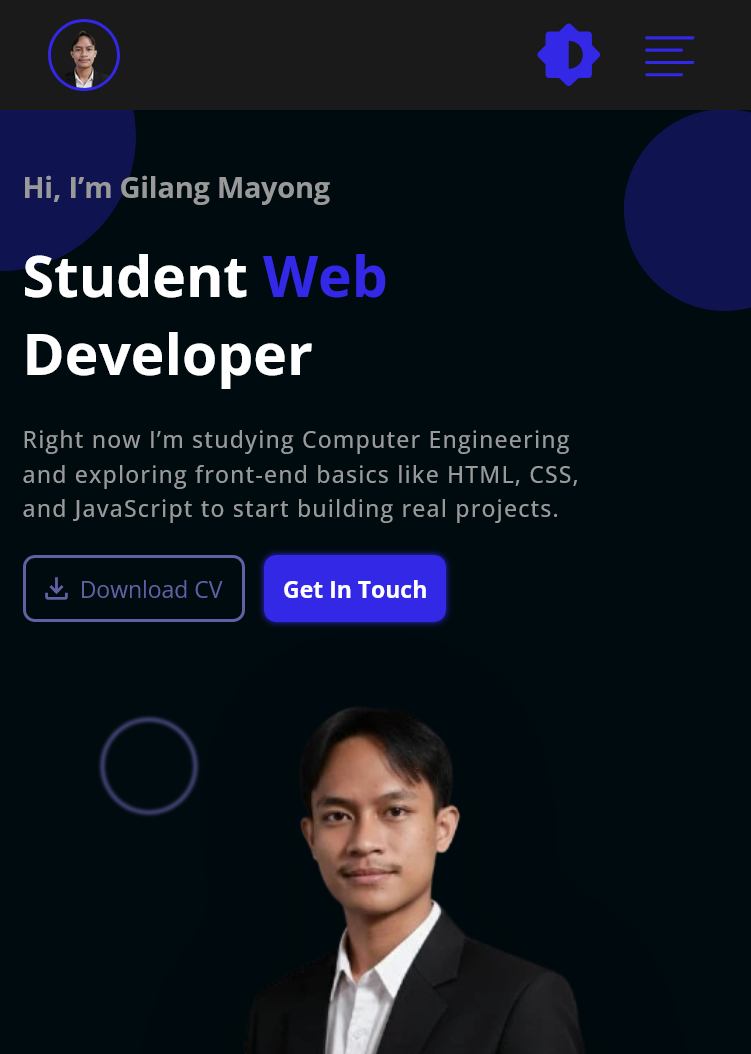 Hi, I’m Gilang Mayong
Student Web
Developer
Right now I’m studying Computer Engineering
and exploring front-end basics like HTML, CSS,
and JavaScript to start building real projects.
Download CV
Get In Touch